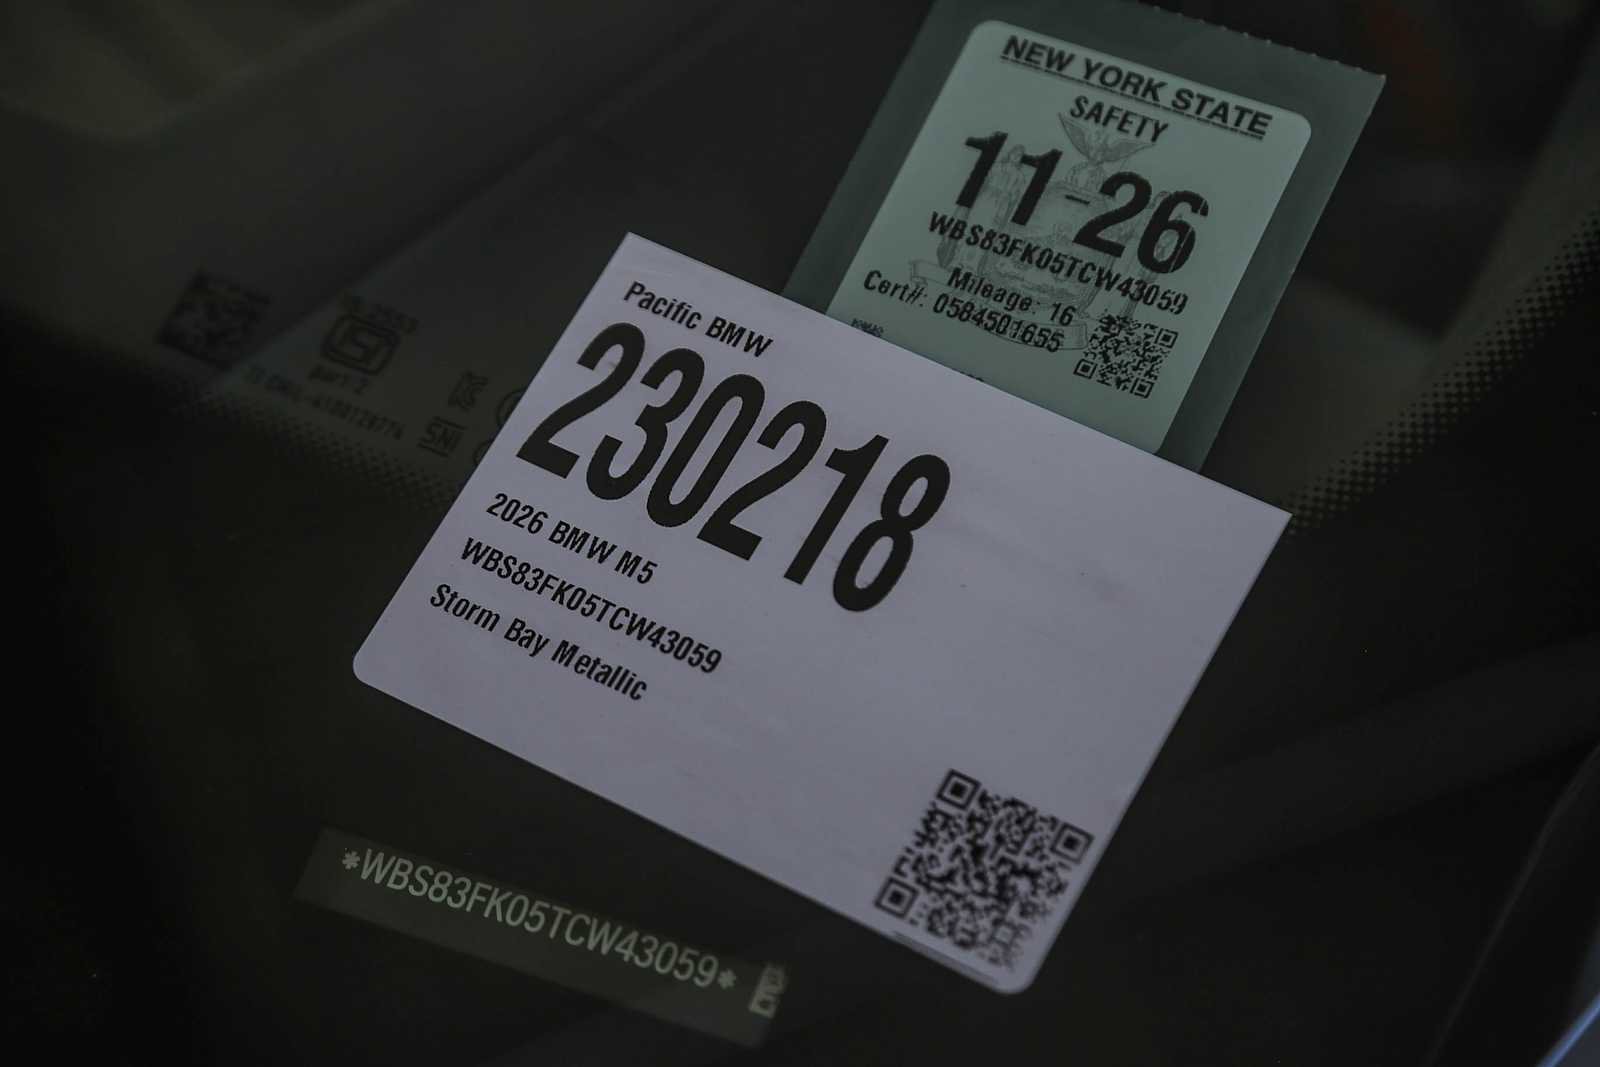 NEW YORK STATE
SAFETY
11-26
WBS83FK05TCW43059
Mileage: 16
Cert#: 0584501655
Pacific BMW
230218
2026 BMW M5
WBS83FK05TCW43059
Storm Bay Metallic
SNI
*WBS83FK05TCW43059*